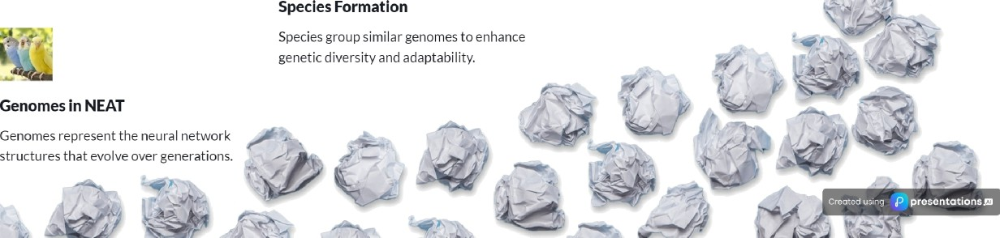 Species Formation
Species group similar genomes to enhance
genetic diversity and adaptability.
Genomes in NEAT
Genomes represent the neural network
structures that evolve over generations.
Created using presentations.AI